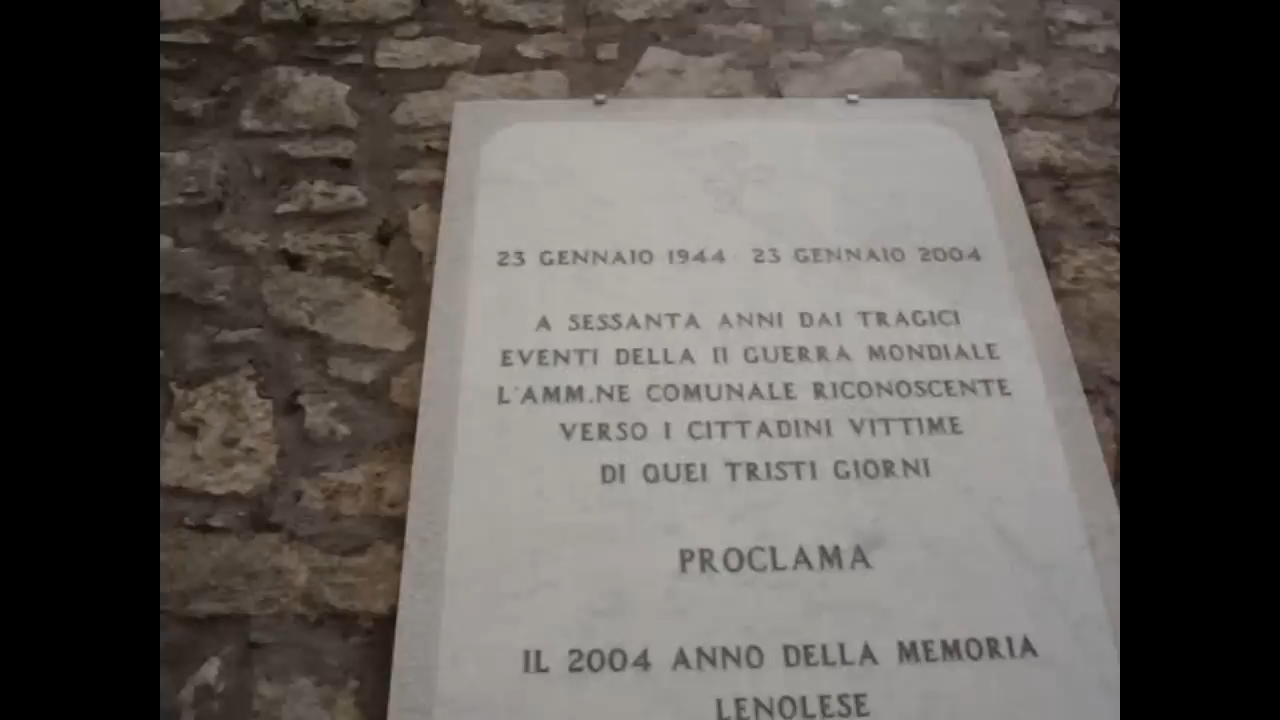 23 GENNAIO 1944 - 23 GENNAIO 2004
A SESSANTA ANNI DAI TRAGICI
EVENTI DELLA II GUERRA MONDIALE
L'AMM.NE COMUNALE RICONOSCENTE
VERSO I CITTADINI VITTIME
DI QUEI TRISTI GIORNI
PROCLAMA
IL 2004 ANNO DELLA MEMORIA
LENOLESE